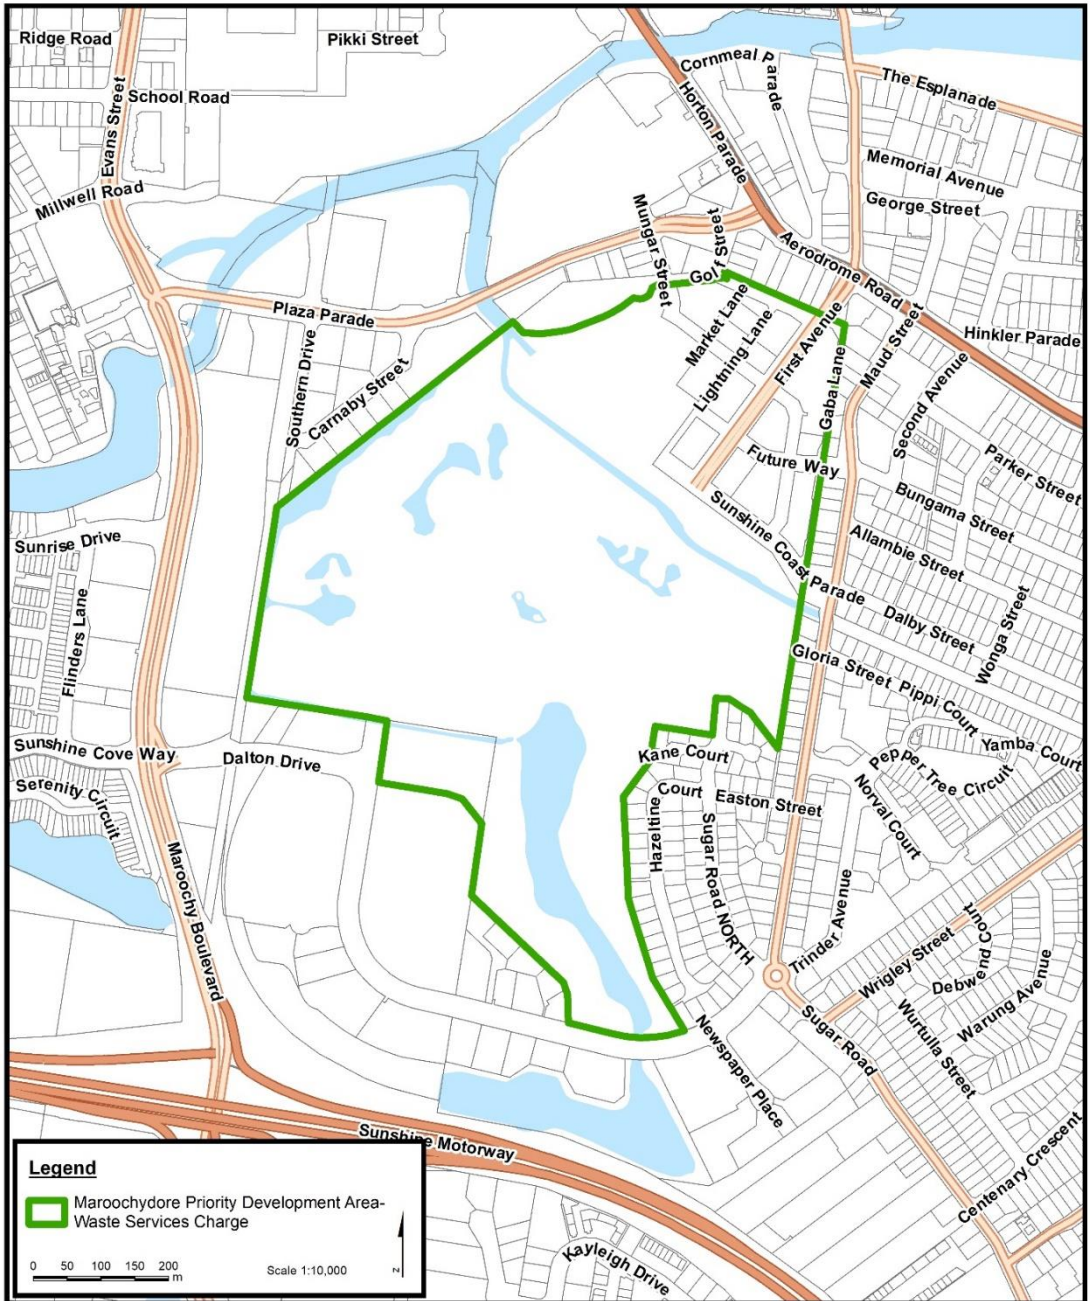 Ridge Road
Pikki Street
Cornmeal Parade
The Esplanade
School Road
Evans Street
Horton Parade
Memorial Avenue
Millwell Road
George Street
Mungar Street
Golf Street
Aerodrome Road
Plaza Parade
Market Lane
Lightning Lane
First Avenue
Gaba Lane
Maud Street
Hinkler Parade
Southern Drive
Carnaby Street
Second Avenue
Parker Street
Future Way
Bungama Street
Sunshine Coast Parade
Allambie Street
Sunrise Drive
Flinders Lane
Dalby Street
Wonga Street
Gloria Street
Pippi Court
Yamba Court
Sunshine Cove Way
Dalton Drive
Kane Court
Pepper Tree Circuit
Serenity Circuit
Hazeltine Court
Easton Street
Norval Court
Sugar Road NORTH
Maroochy Boulevard
Trinder Avenue
Wrigley Street
Debwend Court
Warung Avenue
Wurtulla Street
Sugar Road
Newspaper Place
Sunshine Motorway
Centenary Crescent
Kayleigh Drive
Legend
Maroochydore Priority Development Area-
Waste Services Charge
0 50 100 150 200
m
Scale 1:10,000
N